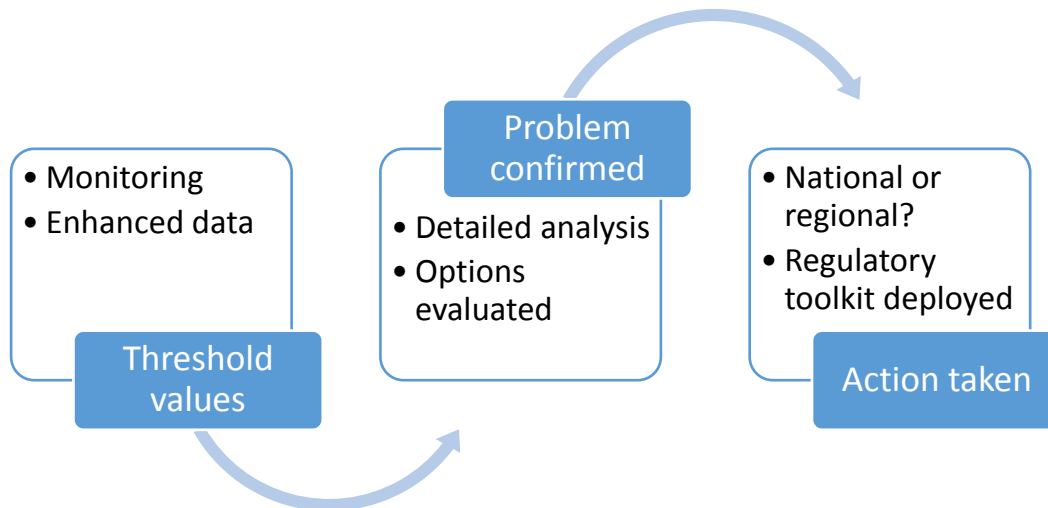 • Monitoring
• Enhanced data
Threshold
values
Problem
confirmed
• Detailed analysis
• Options
evaluated
• National or
regional?
• Regulatory
toolkit deployed
Action taken